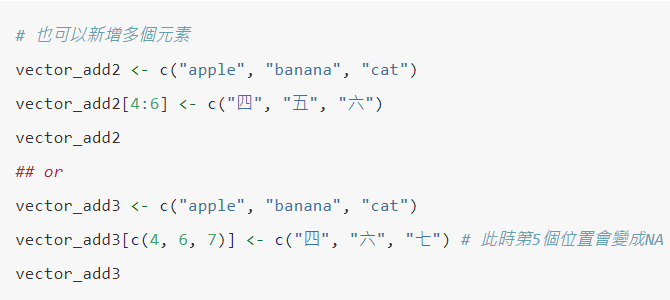 # 也可以新增多個元素
vector_add2 <- c("apple", "banana", "cat")
vector_add2[4:6] <- c("四", "五", "六")
vector_add2
## or
vector_add3 <- c("apple", "banana", "cat")
vector_add3[c(4, 6, 7)] <- c("四", "六", "七") # 此時第5個位置會變成NA
vector_add3